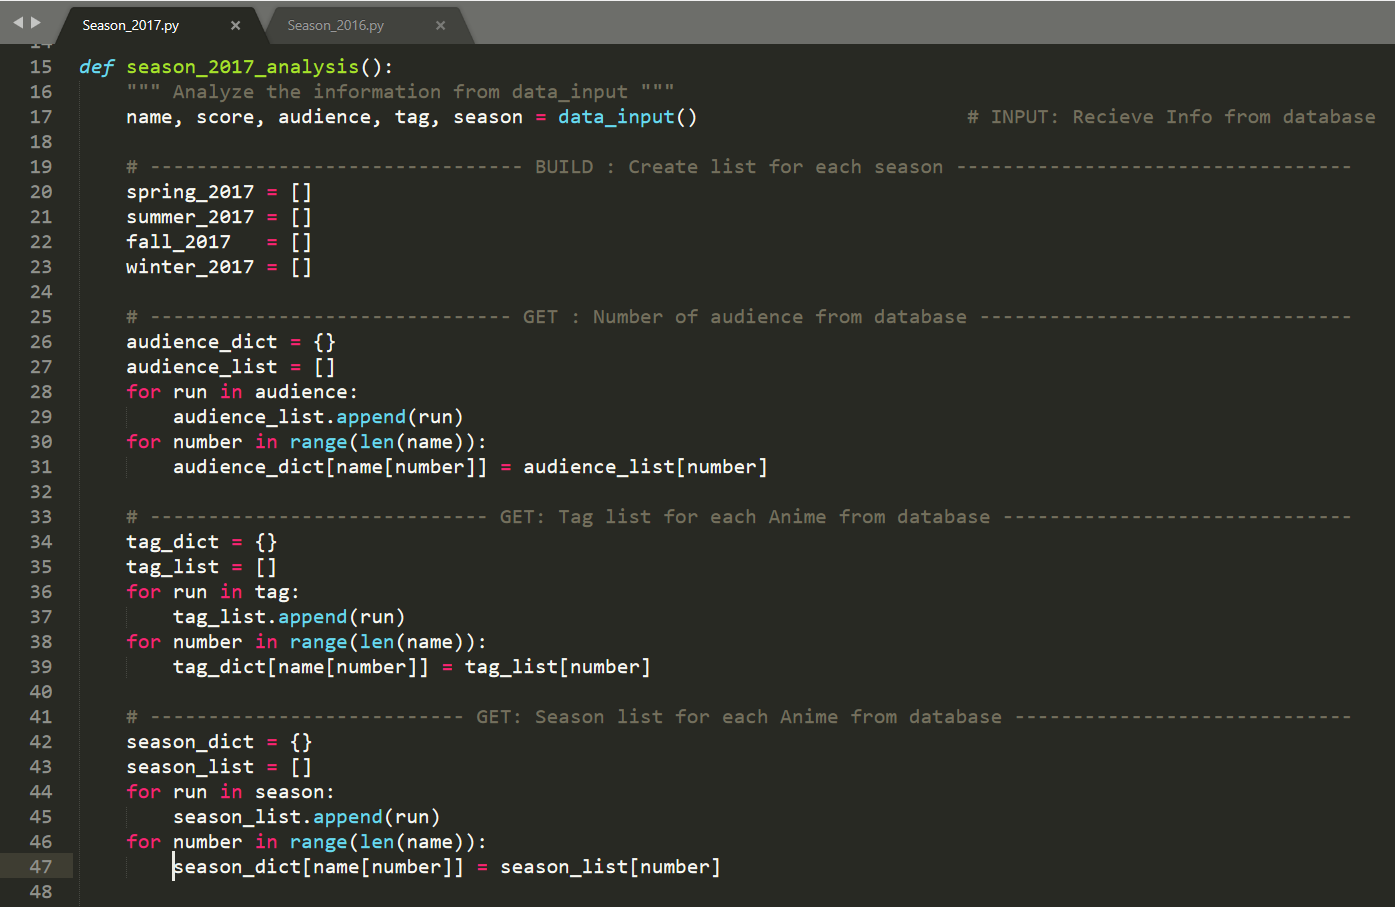 Season_2017.py × Season_2016.py ×
14
15 def season_2017_analysis():
16     """ Analyze the information from data_input """
17     name, score, audience, tag, season = data_input()                       # INPUT: Recieve Info from database
18
19     # -------------------------------- BUILD : Create list for each season ----------------------------------
20     spring_2017 = []
21     summer_2017 = []
22     fall_2017   = []
23     winter_2017 = []
24
25     # ------------------------------- GET : Number of audience from database --------------------------------
26     audience_dict = {}
27     audience_list = []
28     for run in audience:
29         audience_list.append(run)
30     for number in range(len(name)):
31         audience_dict[name[number]] = audience_list[number]
32
33     # ----------------------------- GET: Tag list for each Anime from database ------------------------------
34     tag_dict = {}
35     tag_list = []
36     for run in tag:
37         tag_list.append(run)
38     for number in range(len(name)):
39         tag_dict[name[number]] = tag_list[number]
40
41     # --------------------------- GET: Season list for each Anime from database -----------------------------
42     season_dict = {}
43     season_list = []
44     for run in season:
45         season_list.append(run)
46     for number in range(len(name)):
47         season_dict[name[number]] = season_list[number]
48